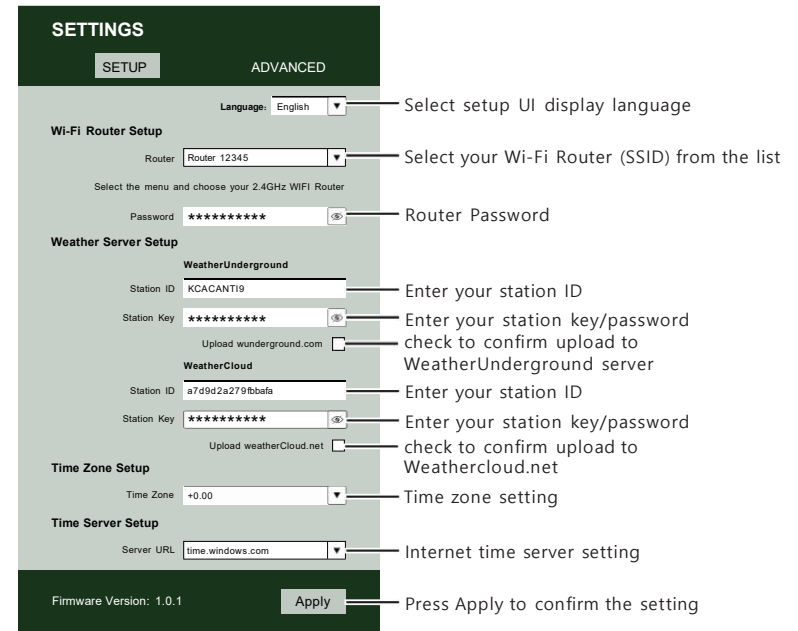 SETTINGS
SETUP ADVANCED
Language: English ▼ Select setup UI display language
Wi-Fi Router Setup
Router Router 12345 ▼ Select your Wi-Fi Router (SSID) from the list
Select the menu and choose your 2.4GHz WIFI Router
Password ********** Router Password
Weather Server Setup
WeatherUnderground
Station ID KCACANTI9 Enter your station ID
Station Key ********** Enter your station key/password
Upload wunderground.com check to confirm upload to
WeatherUnderground server
WeatherCloud
Station ID a7d9d2a279fbbafa Enter your station ID
Station Key ********** Enter your station key/password
Upload weatherCloud.net check to confirm upload to
Weathercloud.net
Time Zone Setup
Time Zone +0.00 ▼ Time zone setting
Time Server Setup
Server URL time.windows.com ▼ Internet time server setting
Firmware Version: 1.0.1 Apply Press Apply to confirm the setting